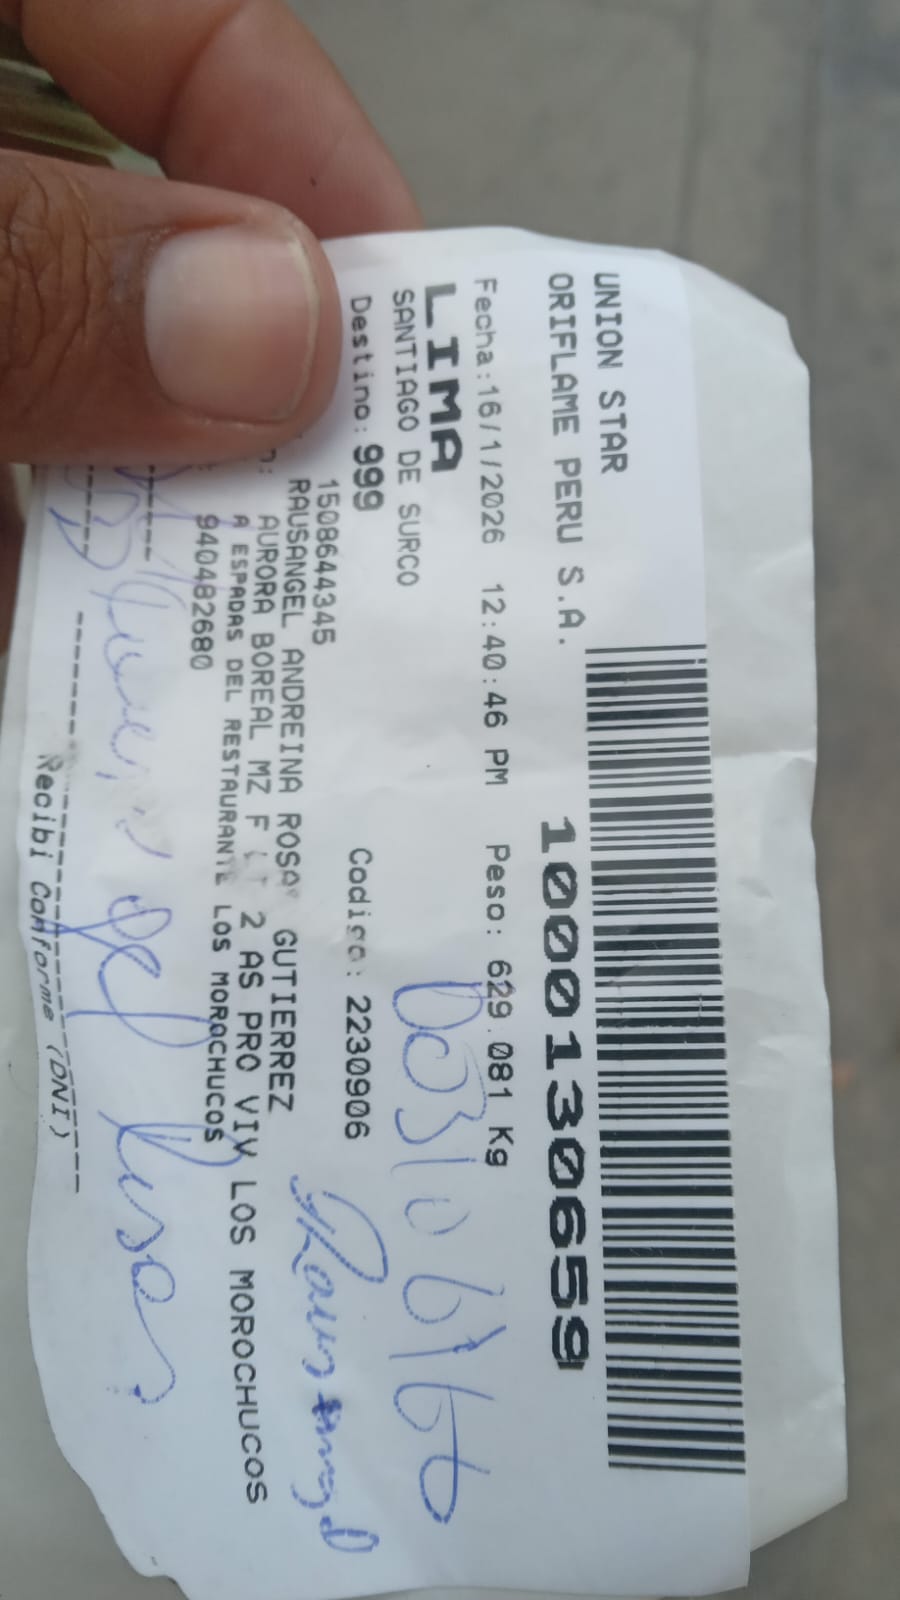 UNION STAR
ORIFLAME PERU S.A.
1000130659
Fecha:16/1/2026 12:40:46 PM Peso: 629.081 Kg
LIMA
SANTIAGO DE SURCO
Destino: 999 Codigo: 2230906
1508644345
RAUSANGEL ANDREINA ROSA GUTIERREZ
AURORA BOREAL MZ F LT 2 AS PRO VIV LOS MOROCHUCOS
A ESPADAS DEL RESTAURANTE LOS MOROCHUCOS
940482680
Recibi Conforme (DNI)